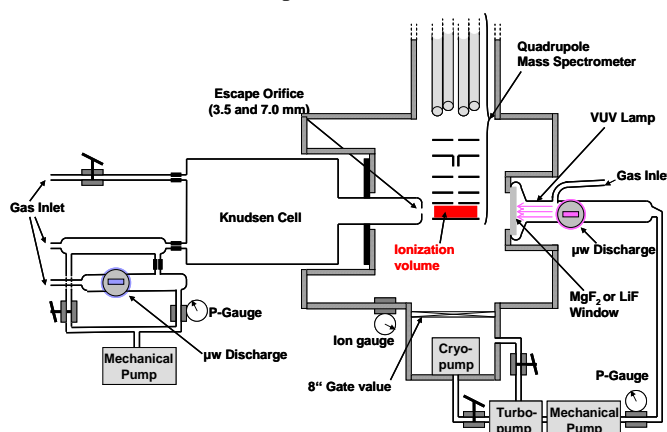 Quadrupole
Mass Spectrometer
Escape Orifice
(3.5 and 7.0 mm)
VUV Lamp
Gas Inle
Gas Inlet
Knudsen Cell
Ionization
volume
µw Discharge
MgF2 or LiF
Window
P-Gauge
µw Discharge
Mechanical
Pump
Ion gauge
8“ Gate value
Cryo-
pump
P-Gauge
Turbo-
pump
Mechanical
Pump